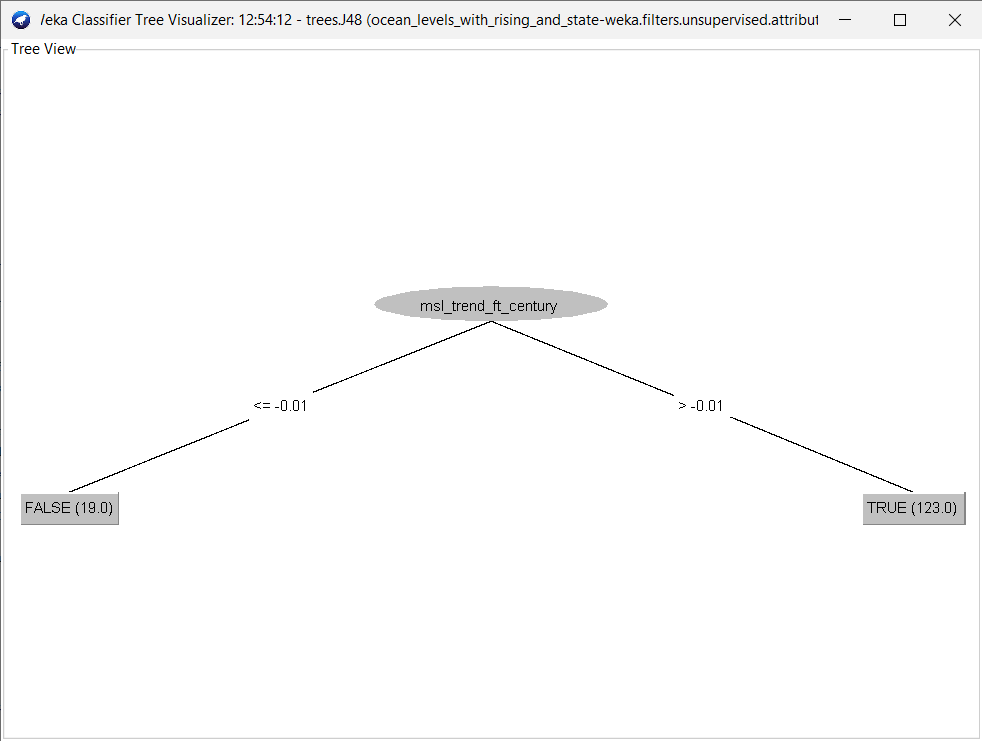 /eka Classifier Tree Visualizer: 12:54:12 - trees.J48 (ocean_levels_with_rising_and_state-weka.filters.unsupervised.attribut
Tree View
msl_trend_ft_century
<= -0.01 > -0.01
FALSE (19.0) TRUE (123.0)